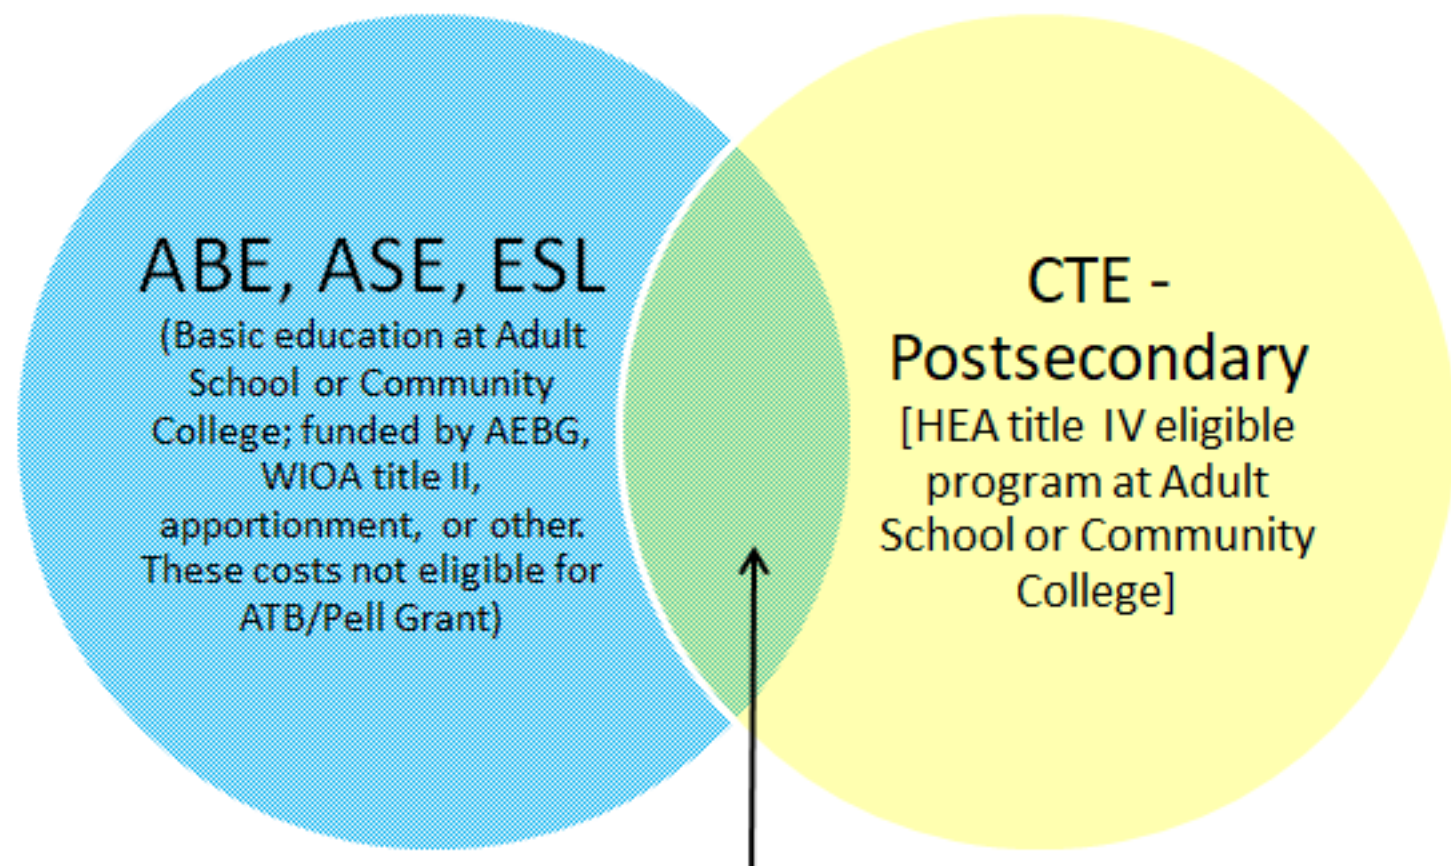 ABE, ASE, ESL
(Basic education at Adult
School or Community
College; funded by AEBG,
WIOA title II,
apportionment, or other.
These costs not eligible for
ATB/Pell Grant)
CTE -
Postsecondary
[HEA title IV eligible
program at Adult
School or Community
College]